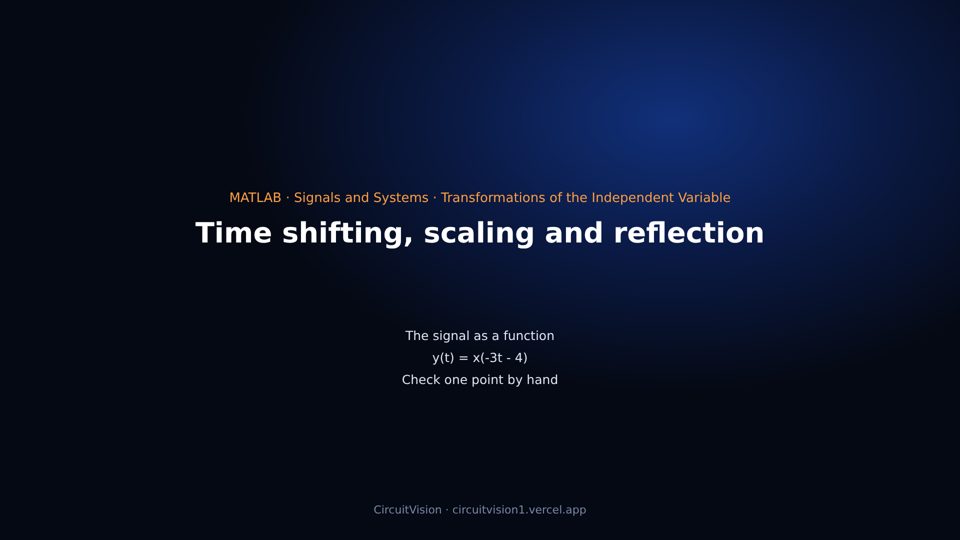 MATLAB · Signals and Systems · Transformations of the Independent Variable
Time shifting, scaling and reflection
The signal as a function
y(t) = x(-3t - 4)
Check one point by hand
CircuitVision · circuitvision1.vercel.app